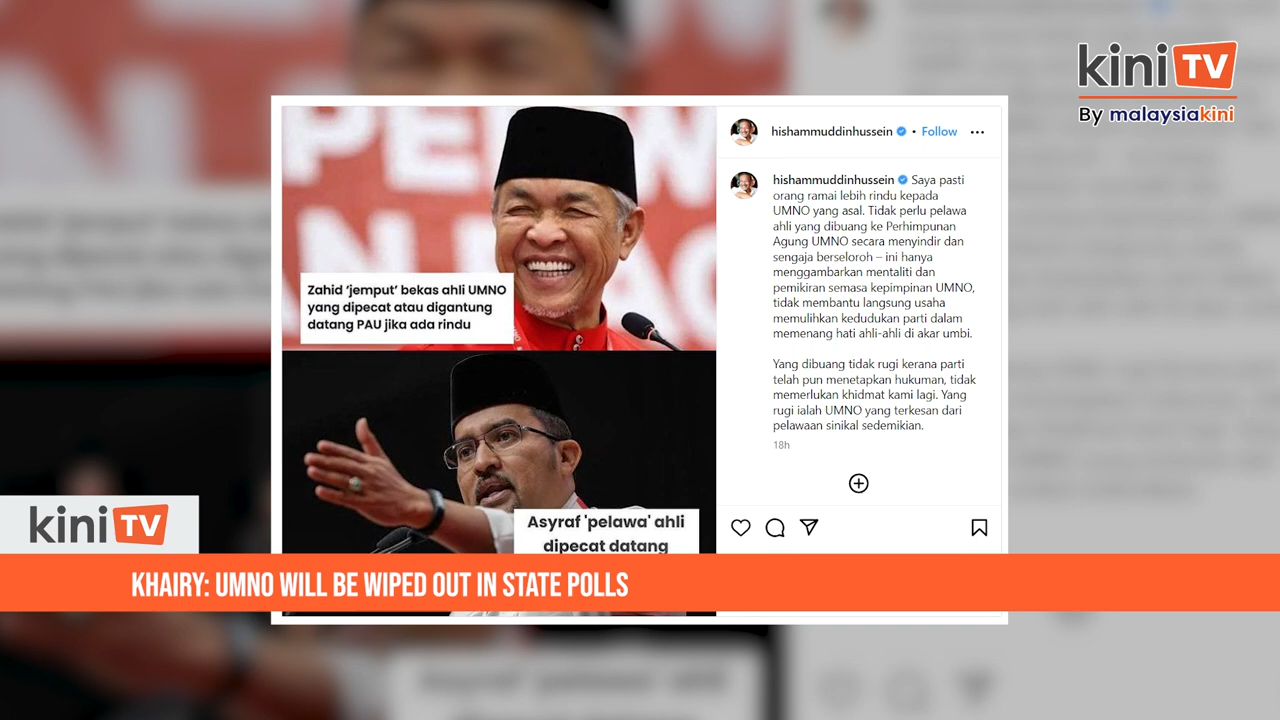 kini TV
By malaysiakini
hishammuddinhussein • Follow
hishammuddinhussein Saya pasti
orang ramai lebih rindu kepada
UMNO yang asal. Tidak perlu pelawa
ahli yang dibuang ke Perhimpunan
Agung UMNO secara menyindir dan
sengaja berseloroh – ini hanya
menggambarkan mentaliti dan
pemikiran semasa kepimpinan UMNO,
tidak membantu langsung usaha
memulihkan kedudukan parti dalam
memenang hati ahli-ahli di akar umbi.
Yang dibuang tidak rugi kerana parti
telah pun menetapkan hukuman, tidak
memerlukan khidmat kami lagi. Yang
rugi ialah UMNO yang terkesan dari
pelawaan sinikal sedemikian.
18h
Zahid ‘jemput’ bekas ahli UMNO
yang dipecat atau digantung
datang PAU jika ada rindu
Asyraf 'pelawa' ahli
dipecat datang
kini TV
KHAIRY: UMNO WILL BE WIPED OUT IN STATE POLLS